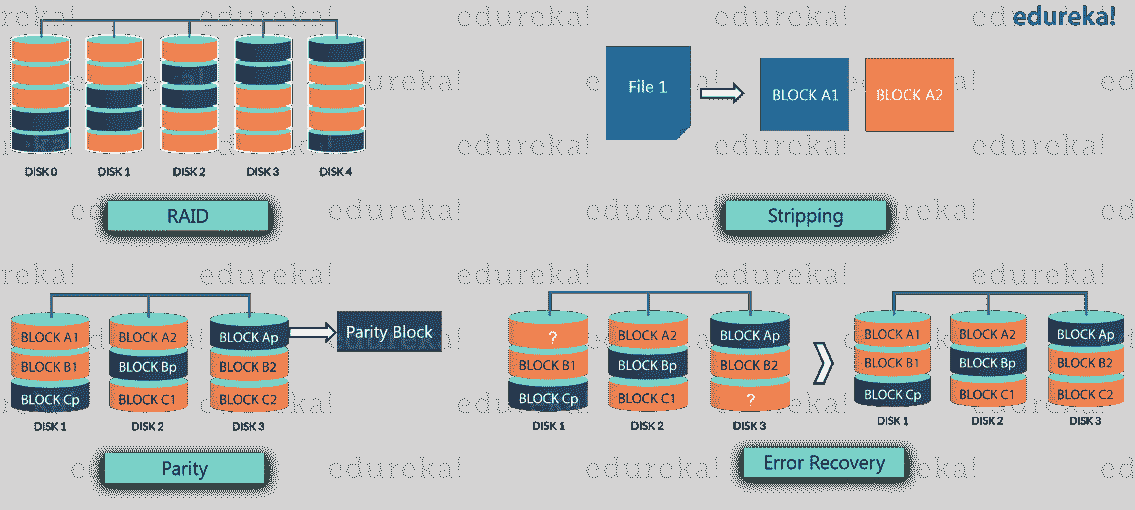 edureka!
File 1
BLOCK A1
BLOCK A2
DISK 0
DISK 1
DISK 2
DISK 3
DISK 4
RAID
Stripping
BLOCK A1
BLOCK A2
BLOCK Ap
Parity Block
BLOCK B1
BLOCK Bp
BLOCK B2
BLOCK Cp
BLOCK C1
BLOCK C2
DISK 1
DISK 2
DISK 3
Parity
?
BLOCK A2
BLOCK Ap
BLOCK B1
BLOCK Bp
BLOCK B2
BLOCK Cp
BLOCK C1
?
DISK 1
DISK 2
DISK 3
BLOCK A1
BLOCK A2
BLOCK Ap
BLOCK B1
BLOCK Bp
BLOCK B2
BLOCK Cp
BLOCK C1
BLOCK C2
DISK 1
DISK 2
DISK 3
Error Recovery